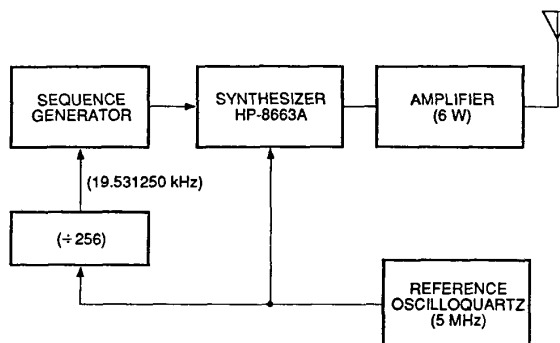 SEQUENCE
GENERATOR
SYNTHESIZER
HP-8663A
AMPLIFIER
(6 W)
(19.531250 kHz)
(÷256)
REFERENCE
OSCILLOQUARTZ
(5 MHz)